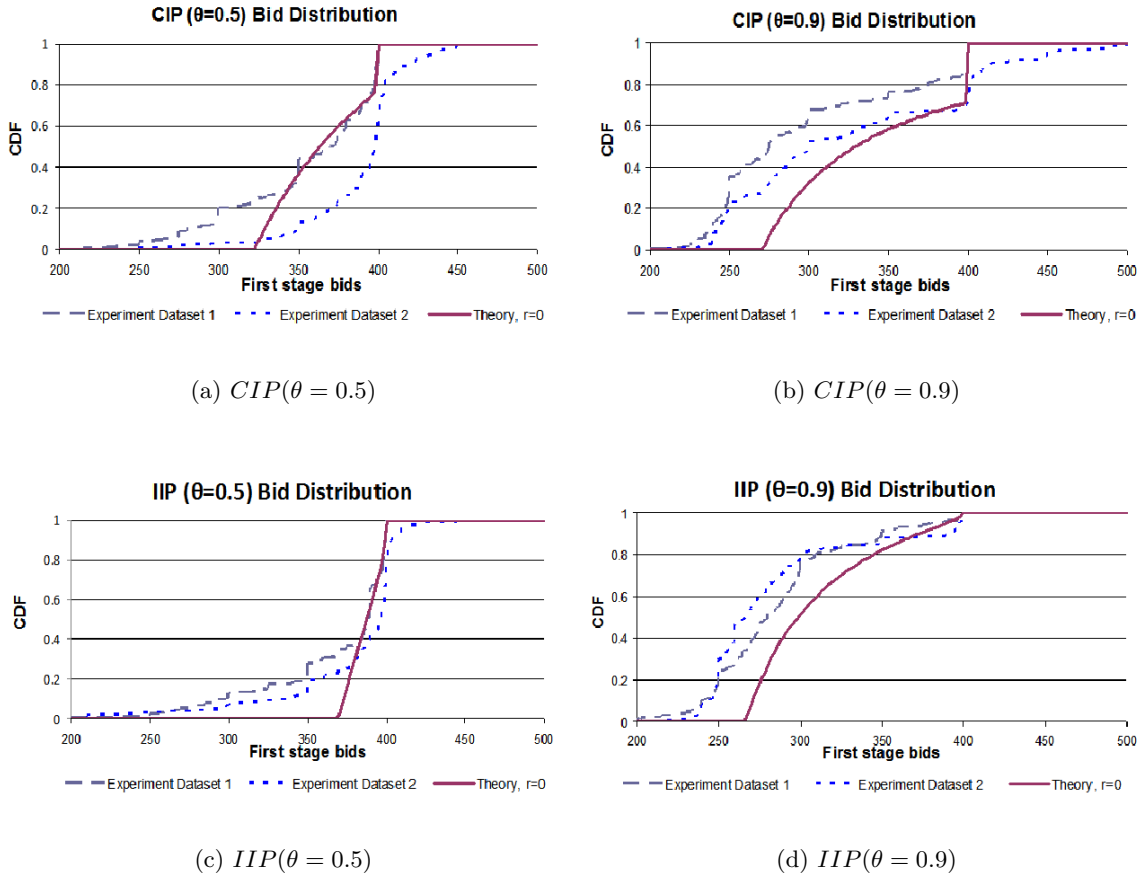 CIP (θ=0.5) Bid Distribution
1
0.8
0.6
0.4
0.2
0
CDF
200 250 300 350 400 450 500
First stage bids
Experiment Dataset 1 Experiment Dataset 2 Theory, r=0
(a) CIP(θ = 0.5)
CIP (θ=0.9) Bid Distribution
1
0.8
0.6
0.4
0.2
0
CDF
200 250 300 350 400 450 500
First stage bids
Experiment Dataset 1 Experiment Dataset 2 Theory, r=0
(b) CIP(θ = 0.9)
IIP (θ=0.5) Bid Distribution
1
0.8
0.6
0.4
0.2
0
CDF
200 250 300 350 400 450 500
First stage bids
Experiment Dataset 1 Experiment Dataset 2 Theory, r=0
(c) IIP(θ = 0.5)
IIP (θ=0.9) Bid Distribution
1
0.8
0.6
0.4
0.2
0
CDF
200 250 300 350 400 450 500
First stage bids
Experiment Dataset 1 Experiment Dataset 2 Theory, r=0
(d) IIP(θ = 0.9)